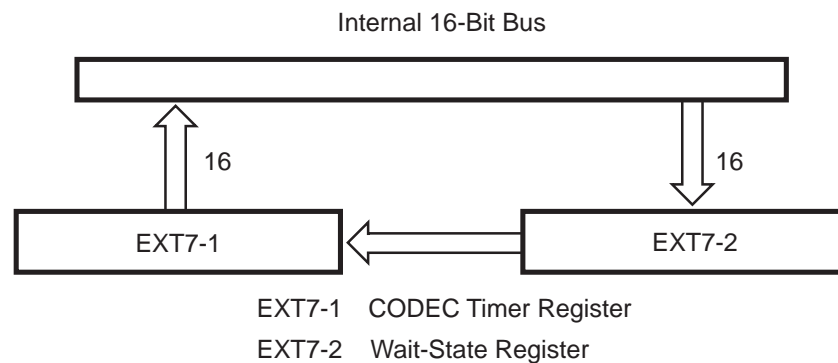 Internal 16-Bit Bus
16
16
EXT7-1
EXT7-2
EXT7-1 CODEC Timer Register
EXT7-2 Wait-State Register